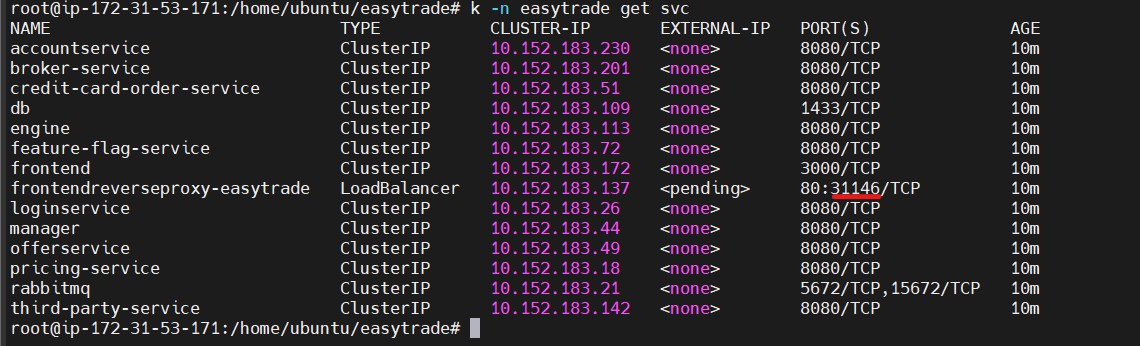 root@ip-172-31-53-171:/home/ubuntu/easytrade# k -n easytrade get svc
NAME TYPE CLUSTER-IP EXTERNAL-IP PORT(S) AGE
accountservice ClusterIP 10.152.183.230 <none> 8080/TCP 10m
broker-service ClusterIP 10.152.183.201 <none> 8080/TCP 10m
credit-card-order-service ClusterIP 10.152.183.51 <none> 8080/TCP 10m
db ClusterIP 10.152.183.109 <none> 1433/TCP 10m
engine ClusterIP 10.152.183.113 <none> 8080/TCP 10m
feature-flag-service ClusterIP 10.152.183.72 <none> 8080/TCP 10m
frontend ClusterIP 10.152.183.172 <none> 3000/TCP 10m
frontendreverseproxy-easytrade LoadBalancer 10.152.183.137 <pending> 80:31146/TCP 10m
loginservice ClusterIP 10.152.183.26 <none> 8080/TCP 10m
manager ClusterIP 10.152.183.44 <none> 8080/TCP 10m
offerservice ClusterIP 10.152.183.49 <none> 8080/TCP 10m
pricing-service ClusterIP 10.152.183.18 <none> 8080/TCP 10m
rabbitmq ClusterIP 10.152.183.21 <none> 5672/TCP,15672/TCP 10m
third-party-service ClusterIP 10.152.183.142 <none> 8080/TCP 10m
root@ip-172-31-53-171:/home/ubuntu/easytrade#